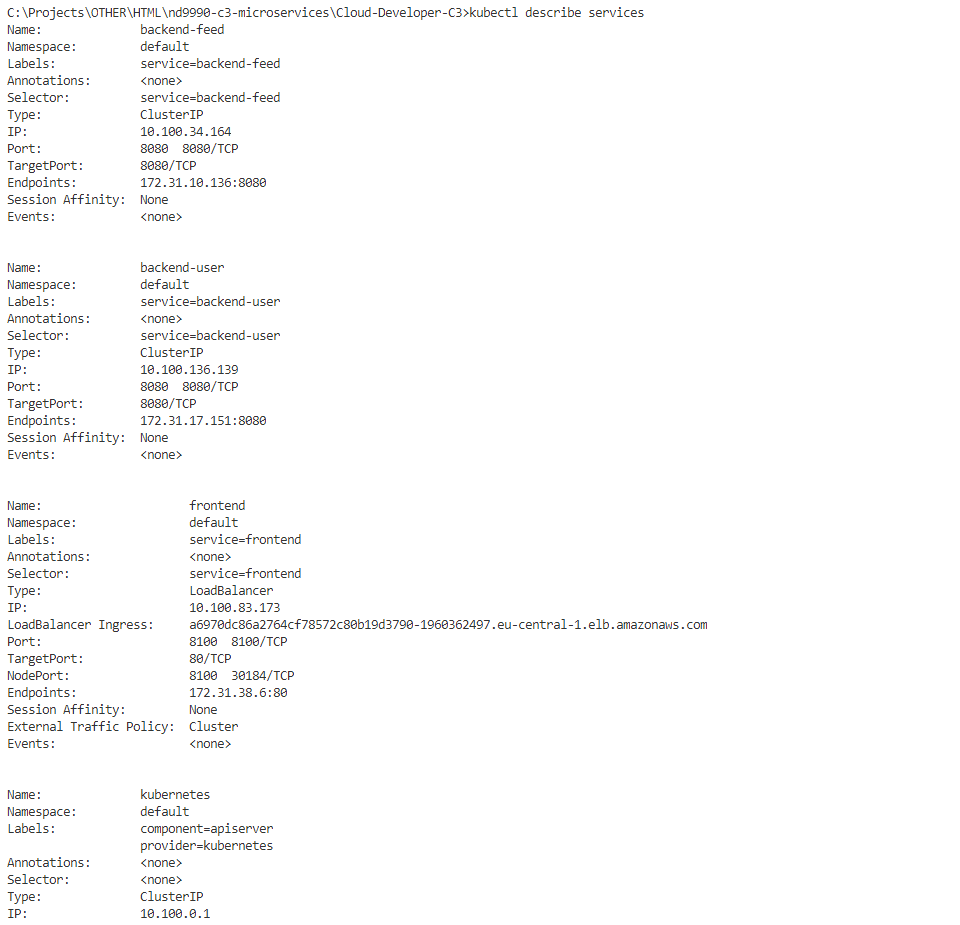 C:\Projects\OTHER\HTML\nd9990-c3-microservices\Cloud-Developer-C3>kubectl describe services
Name:              backend-feed
Namespace:         default
Labels:            service=backend-feed
Annotations:       <none>
Selector:          service=backend-feed
Type:              ClusterIP
IP:                10.100.34.164
Port:              8080  8080/TCP
TargetPort:        8080/TCP
Endpoints:         172.31.10.136:8080
Session Affinity:  None
Events:            <none>
Name:              backend-user
Namespace:         default
Labels:            service=backend-user
Annotations:       <none>
Selector:          service=backend-user
Type:              ClusterIP
IP:                10.100.136.139
Port:              8080  8080/TCP
TargetPort:        8080/TCP
Endpoints:         172.31.17.151:8080
Session Affinity:  None
Events:            <none>
Name:                     frontend
Namespace:                default
Labels:                   service=frontend
Annotations:              <none>
Selector:                 service=frontend
Type:                     LoadBalancer
IP:                       10.100.83.173
LoadBalancer Ingress:     a6970dc86a2764cf78572c80b19d3790-1960362497.eu-central-1.elb.amazonaws.com
Port:                     8100  8100/TCP
TargetPort:               80/TCP
NodePort:                 8100  30184/TCP
Endpoints:                172.31.38.6:80
Session Affinity:         None
External Traffic Policy:  Cluster
Events:                   <none>
Name:              kubernetes
Namespace:         default
Labels:            component=apiserver
                   provider=kubernetes
Annotations:       <none>
Selector:          <none>
Type:              ClusterIP
IP:                10.100.0.1